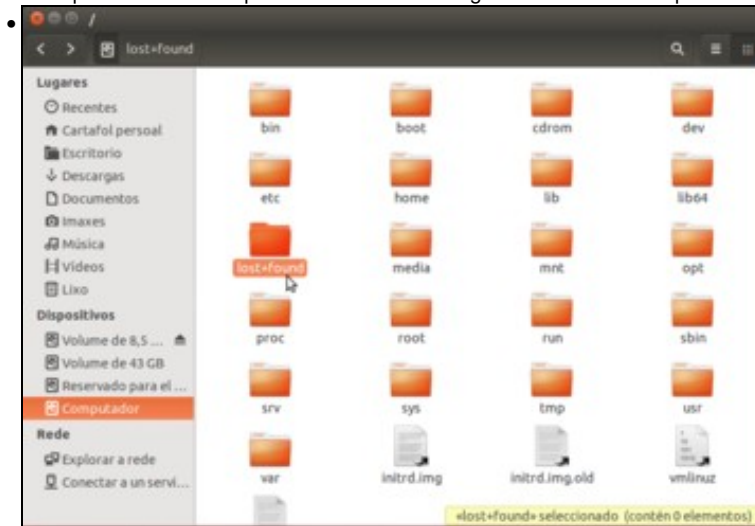 /
lost+found
Lugares
Recentes
Cartafol persoal
Escritorio
Descargas
Documentos
Imaxes
Música
Vídeos
Lixo
Dispositivos
Volume de 8,5 ...
Volume de 43 GB
Reservado para el ...
Computador
Rede
Explorar a rede
Conectar a un servi...
bin boot cdrom dev
etc home lib lib64
lost+found media mnt opt
proc root run sbin
srv sys tmp usr
var initrd.img initrd.img.old vmlinuz
«lost+found» seleccionado (contén 0 elementos)